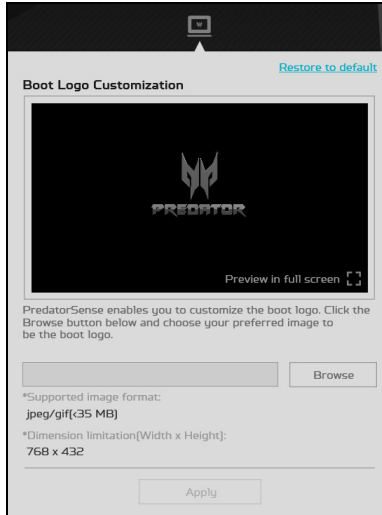 Restore to default
Boot Logo Customization
PREDATOR
Preview in full screen
PredatorSense enables you to customize the boot logo. Click the
Browse button below and choose your preferred image to
be the boot logo.
Browse
*Supported image format:
jpeg/gif(<35 MB)
*Dimension limitation(Width x Height):
768 x 432
Apply